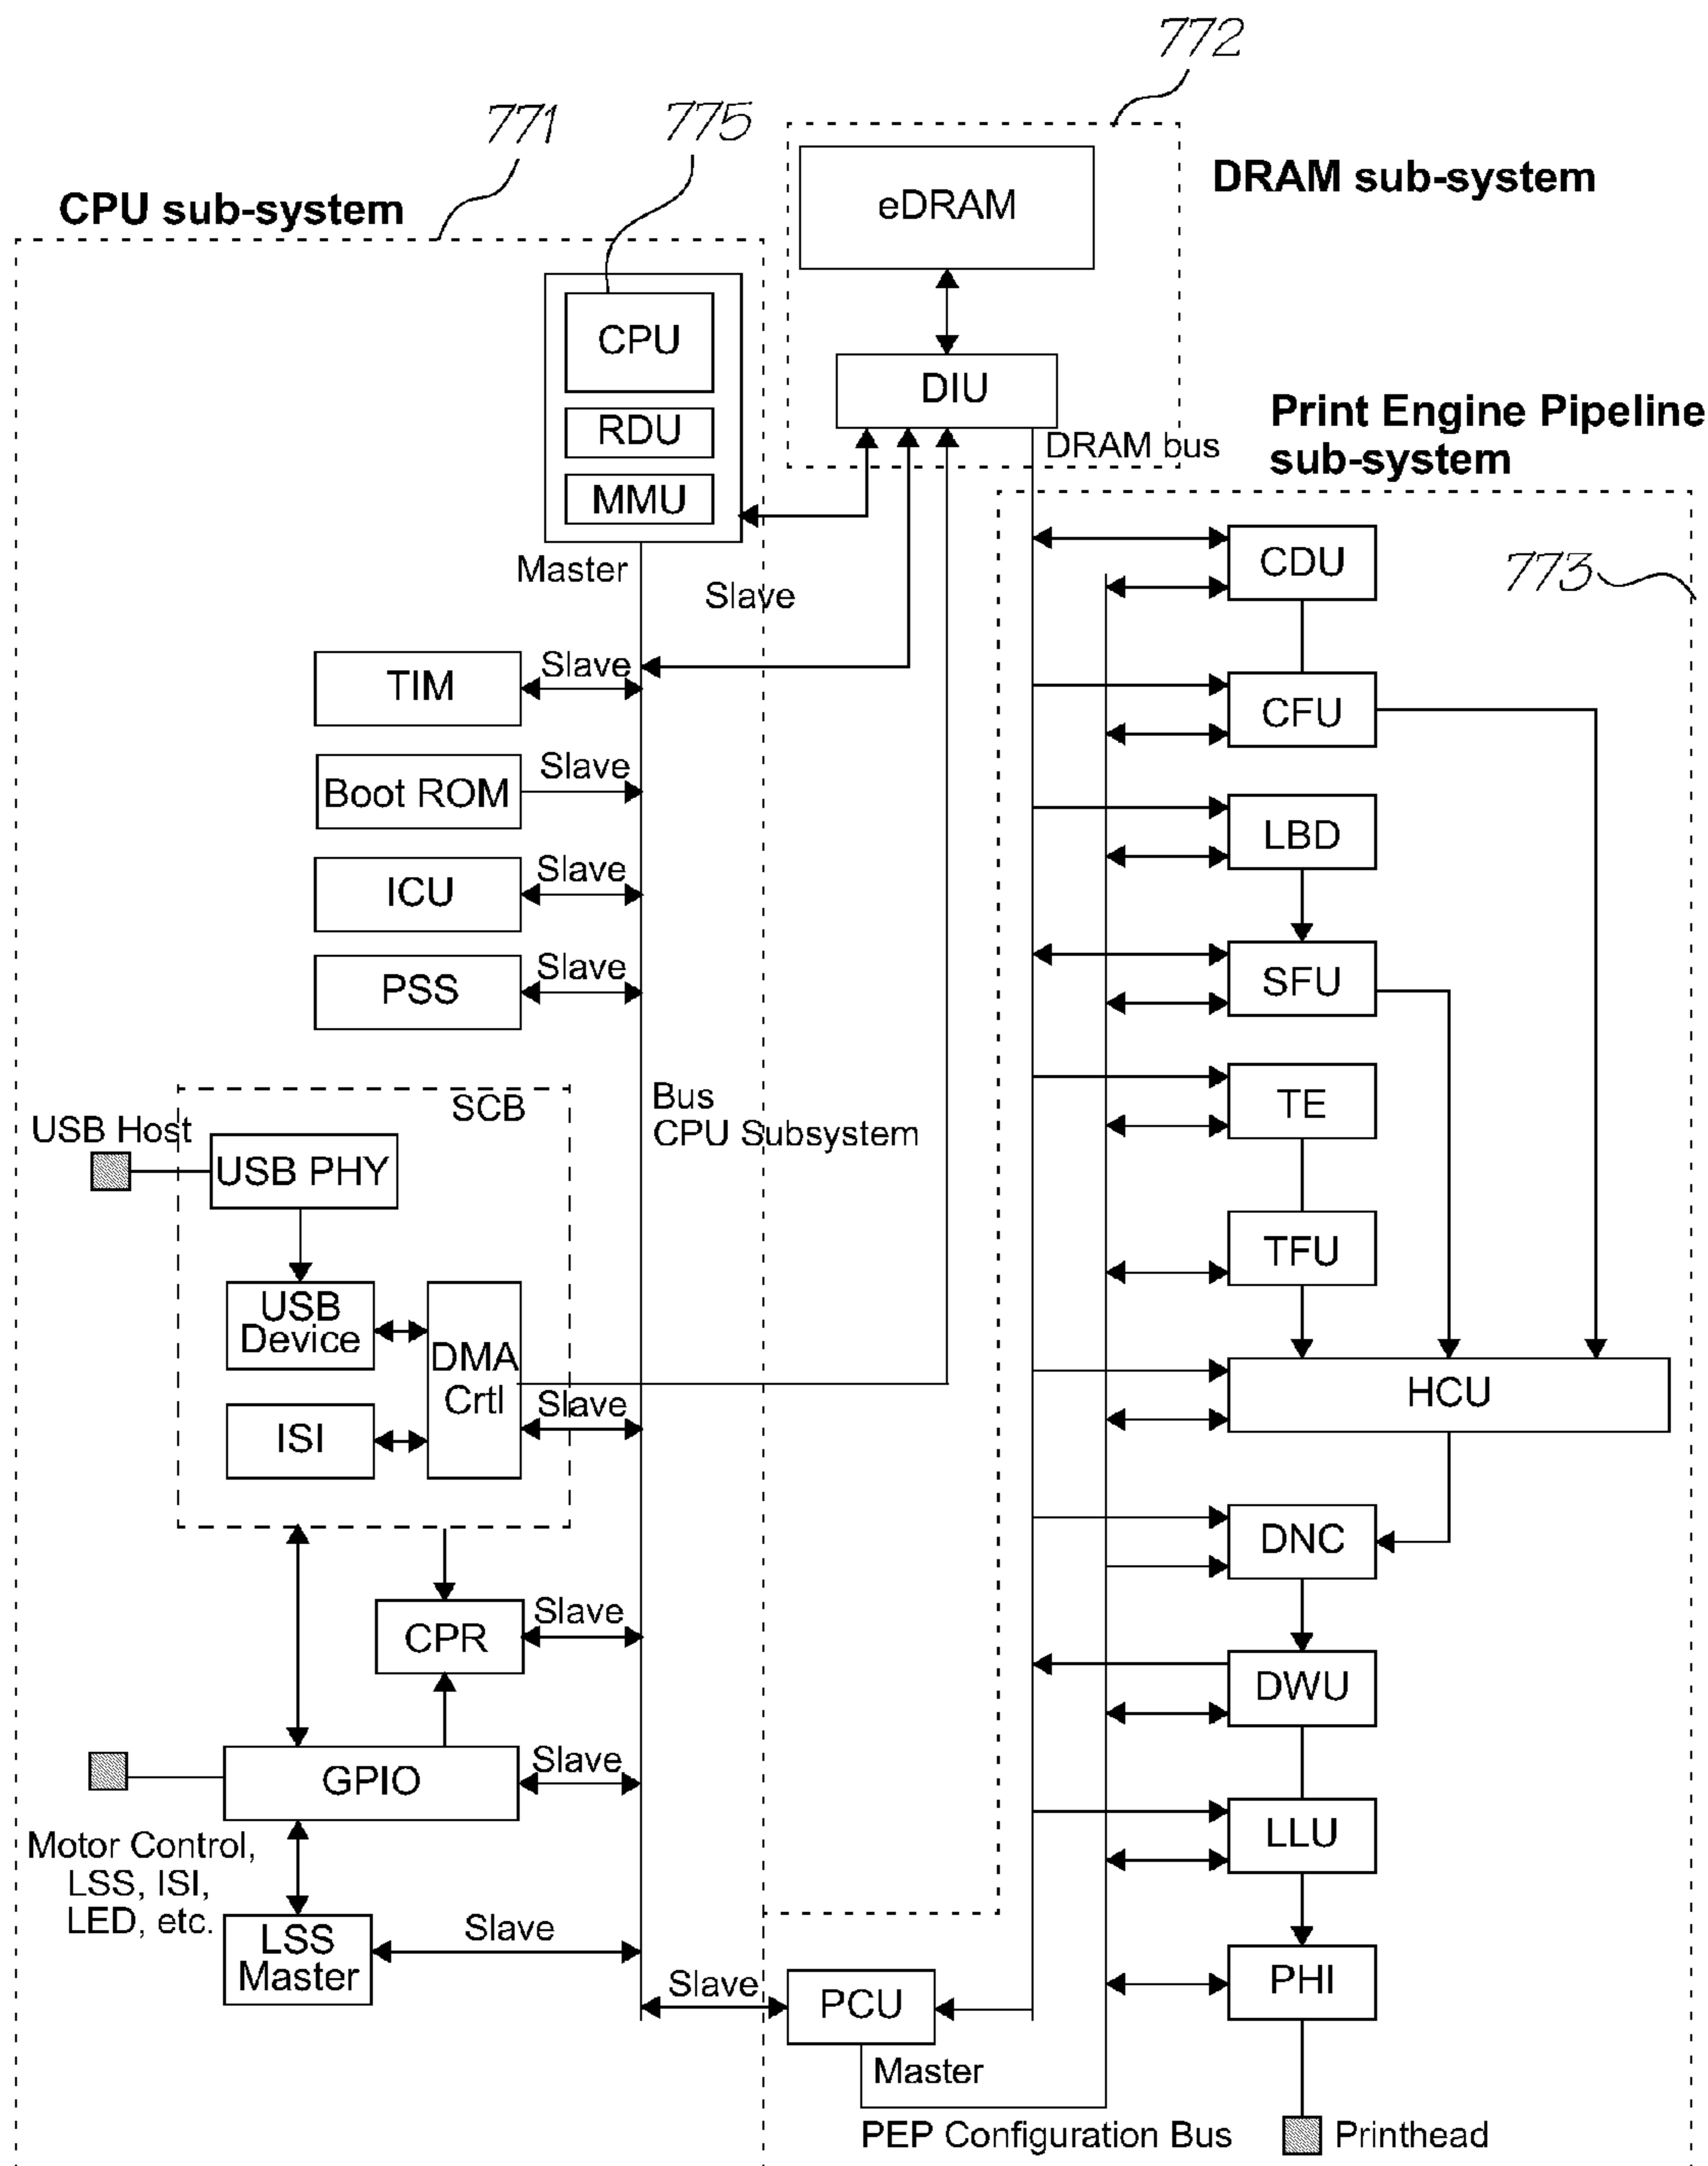 772
771
775
DRAM sub-system
CPU sub-system
eDRAM
CPU
DIU
RDU
Print Engine Pipeline
sub-system
DRAM bus
MMU
Master
Slave
CDU
773
TIM
Slave
CFU
Boot ROM
Slave
LBD
ICU
Slave
PSS
Slave
SFU
SCB
Bus
CPU Subsystem
TE
USB Host
USB PHY
TFU
USB
Device
DMA
Crtl
Slave
ISI
HCU
DNC
CPR
Slave
DWU
GPIO
Slave
Motor Control,
LSS, ISI,
LED, etc.
LLU
LSS
Master
Slave
Slave
PCU
PHI
Master
PEP Configuration Bus
Printhead